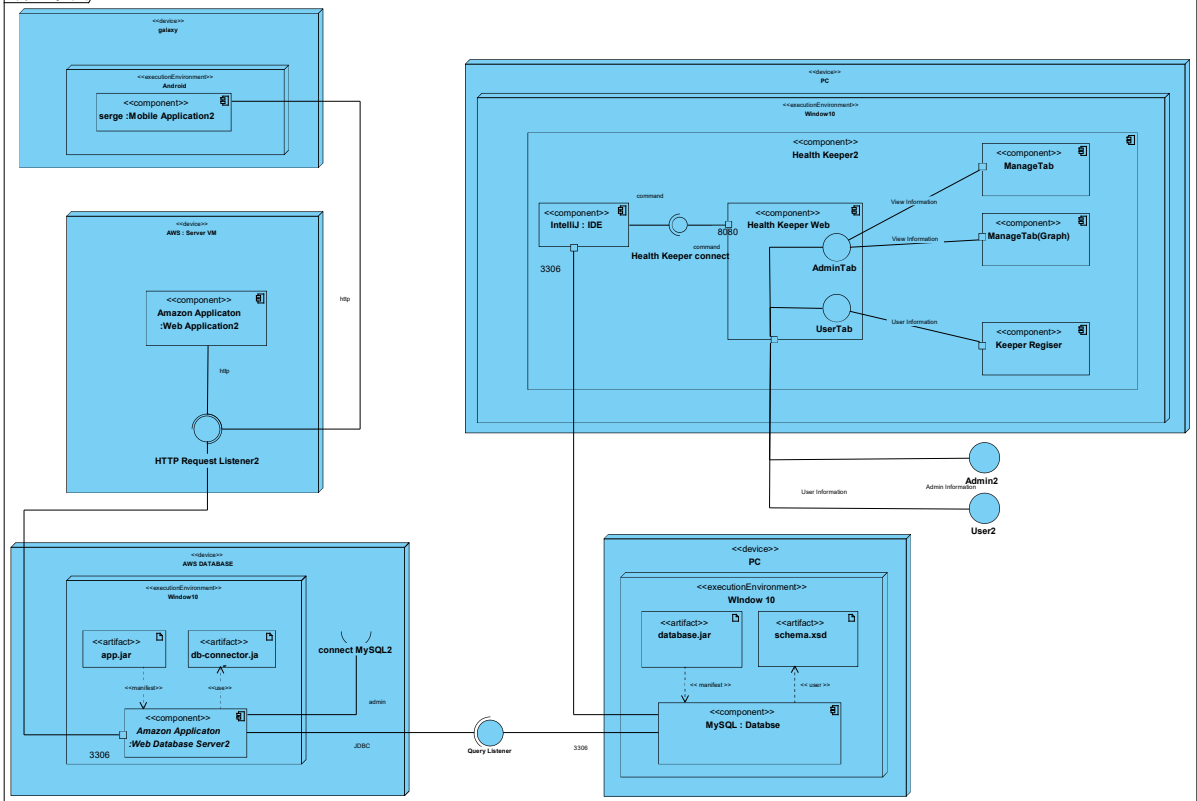 <<device>>
galaxy
<<executionEnvironment>>
Android
<<component>>
serge :Mobile Application2
http
<<device>>
AWS : Server VM
<<component>>
Amazon Applicaton
:Web Application2
http
HTTP Request Listener2
<<device>>
PC
<<executionEnvironment>>
Window10
Health Keeper2
<<component>>
IntelliJ : IDE
3306
command
command
Health Keeper connect
8080
<<component>>
Health Keeper Web
AdminTab
UserTab
View Information
View Information
User Information
<<component>>
ManageTab
<<component>>
ManageTab(Graph)
<<component>>
Keeper Regiser
Admin2
Admin Information
User Information
User2
<<device>>
AWS DATABASE
<<executionEnvironment>>
Window10
<<artifact>>
app.jar
<<artifact>>
db-connector.ja
<<manifest>>
<<use>>
<<component>>
Amazon Applicaton
:Web Database Server2
3306
connect MySQL2
admin
JDBC
Query Listener
3306
<<device>>
PC
<<executionEnvironment>>
WIndow 10
<<artifact>>
database.jar
<<artifact>>
schema.xsd
<< manifest >>
<< user >>
<<component>>
MySQL : Databse